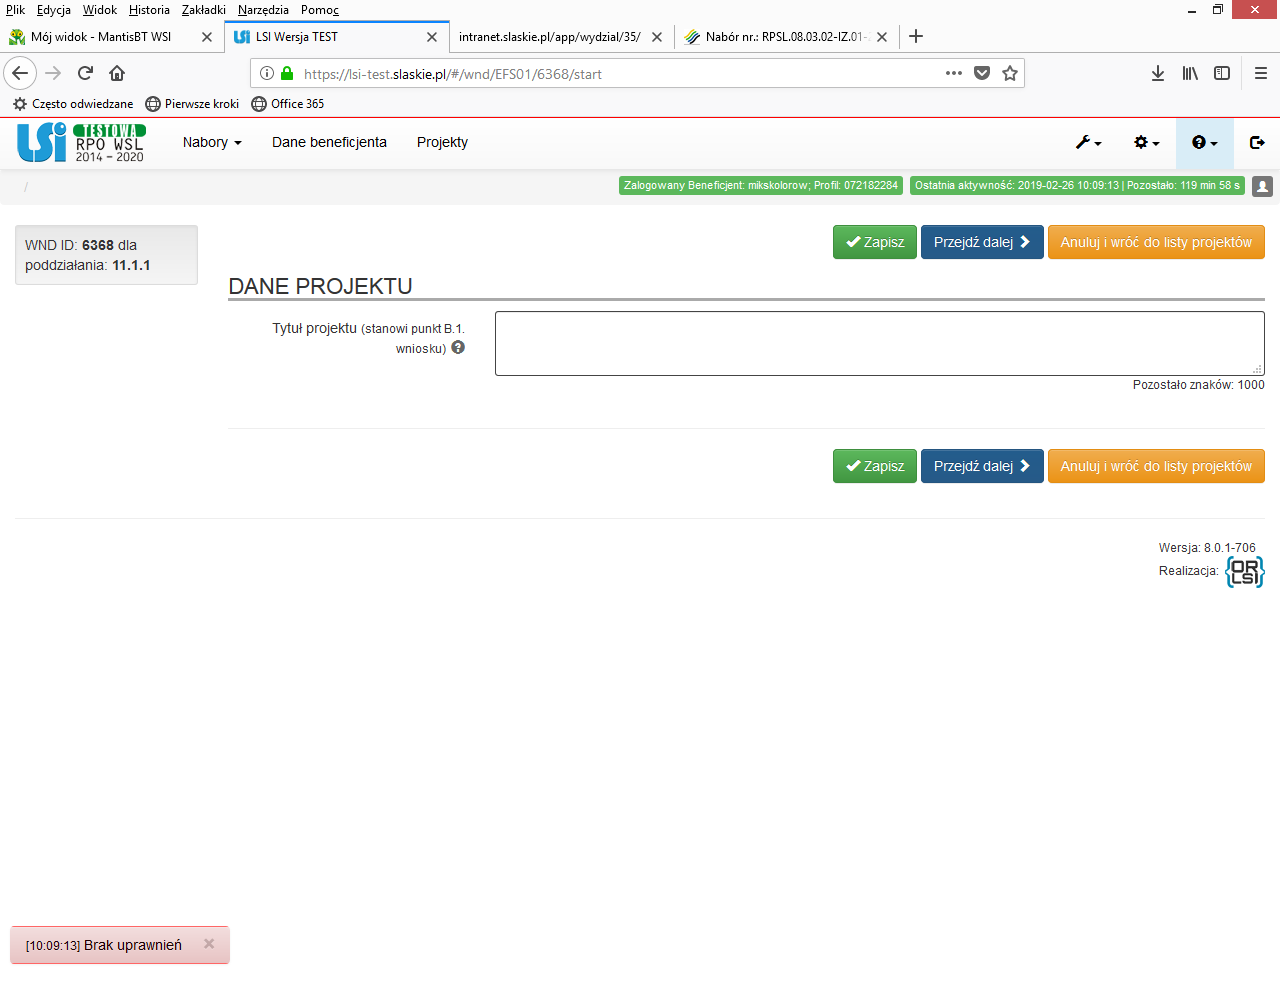 Plik Edycja Widok Historia Zakładki Narzędzia Pomoc
Mój widok - MantisBT WSI
LSI Wersja TEST
intranet.slaskie.pl/app/wydzial/35/
Nabór nr.: RPSL.08.03.02-IZ.01-
https://lsi-test.slaskie.pl/#/wnd/EFS01/6368/start
Często odwiedzane Pierwsze kroki Office 365
LSI TESTOWA
RPO WSL
2014 – 2020
Nabory Dane beneficjenta Projekty
/
Zalogowany Beneficjent: mikskolorow; Profil: 072182284
Ostatnia aktywność: 2019-02-26 10:09:13 | Pozostało: 119 min 58 s
WND ID: 6368 dla
poddziałania: 11.1.1
Zapisz Przejdź dalej Anuluj i wróć do listy projektów
DANE PROJEKTU
Tytuł projektu (stanowi punkt B.1.
wniosku)
Pozostało znaków: 1000
Zapisz Przejdź dalej Anuluj i wróć do listy projektów
Wersja: 8.0.1-706
Realizacja: {OR
LSI}
[10:09:13] Brak uprawnień ×